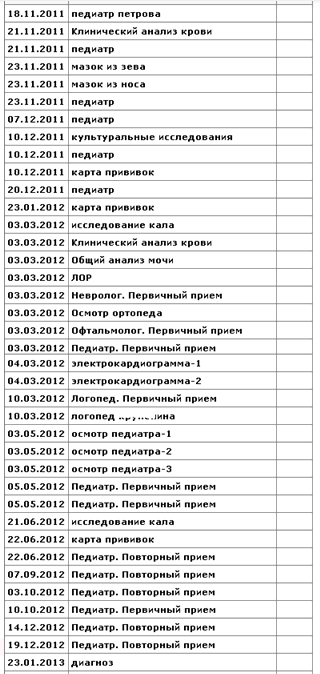 18.11.2011 педиатр петрова
21.11.2011 Клинический анализ крови
21.11.2011 педиатр
23.11.2011 мазок из зева
23.11.2011 мазок из носа
23.11.2011 педиатр
07.12.2011 педиатр
10.12.2011 культуральные исследования
10.12.2011 педиатр
10.12.2011 карта прививок
20.12.2011 педиатр
23.01.2012 карта прививок
03.03.2012 исследование кала
03.03.2012 Клинический анализ крови
03.03.2012 Общий анализ мочи
03.03.2012 ЛОР
03.03.2012 Невролог. Первичный прием
03.03.2012 Осмотр ортопеда
03.03.2012 Офтальмолог. Первичный прием
03.03.2012 Педиатр. Первичный прием
04.03.2012 электрокардиограмма-1
04.03.2012 электрокардиограмма-2
10.03.2012 Логопед. Первичный прием
10.03.2012 логопед
03.05.2012 осмотр педиатра-1
03.05.2012 осмотр педиатра-2
03.05.2012 осмотр педиатра-3
05.05.2012 Педиатр. Первичный прием
05.05.2012 Педиатр. Первичный прием
21.06.2012 исследование кала
22.06.2012 карта прививок
22.06.2012 Педиатр. Повторный прием
07.09.2012 Педиатр. Повторный прием
03.10.2012 Педиатр. Повторный прием
10.10.2012 Педиатр. Первичный прием
14.12.2012 Педиатр. Повторный прием
19.12.2012 Педиатр. Повторный прием
23.01.2013 диагноз